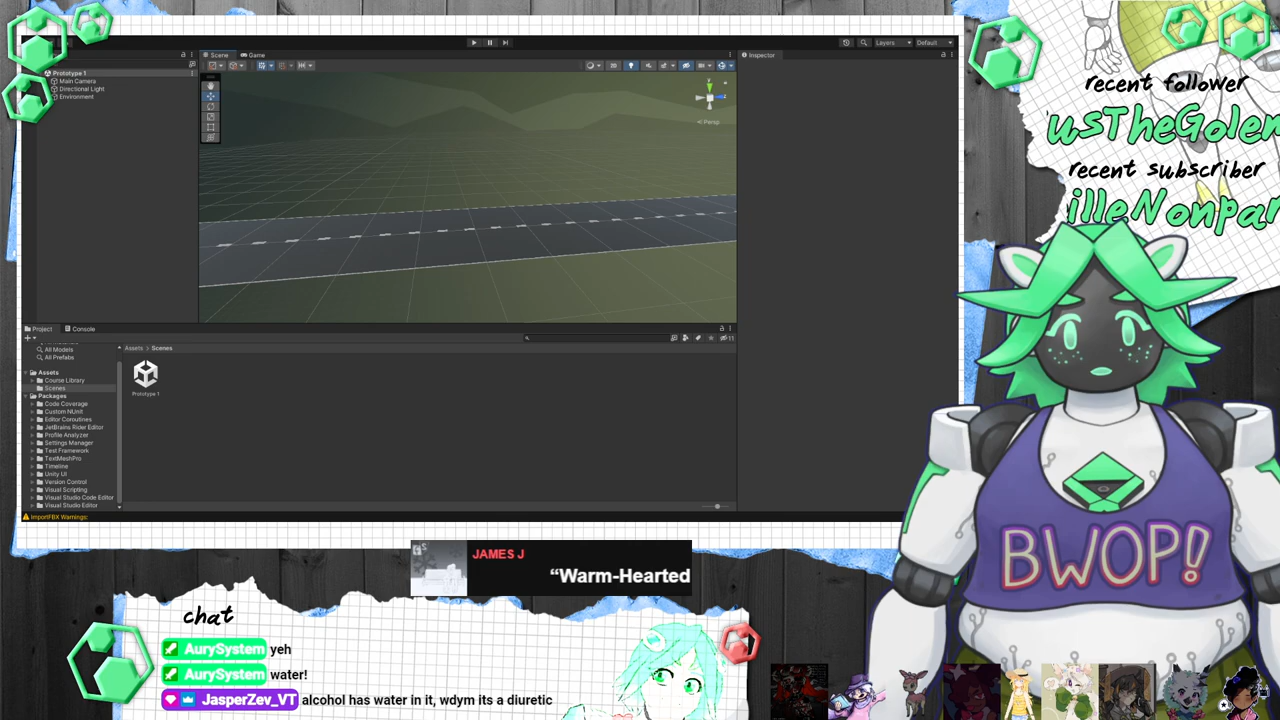 Layers
Default
Scene
Game
Inspector
Prototype 1
Main Camera
Directional Light
Environment
Persp
Project
Console
All Models
All Prefabs
Assets
Course Library
Scenes
Packages
Code Coverage
Custom NUnit
Editor Coroutines
JetBrains Rider Editor
Profile Analyzer
Settings Manager
Test Framework
TextMeshPro
Timeline
Unity UI
Version Control
Visual Scripting
Visual Studio Code Editor
Visual Studio Editor
Assets
Scenes
Prototype 1
11
ImportFBX Warnings:
recent follower
usTheGolem
recent subscriber
illeNonpar
BWOP!
JAMES J
“Warm-Hearted
chat
AurySystem yeh
AurySystem water!
JasperZev_VT alcohol has water in it, wdym its a diuretic